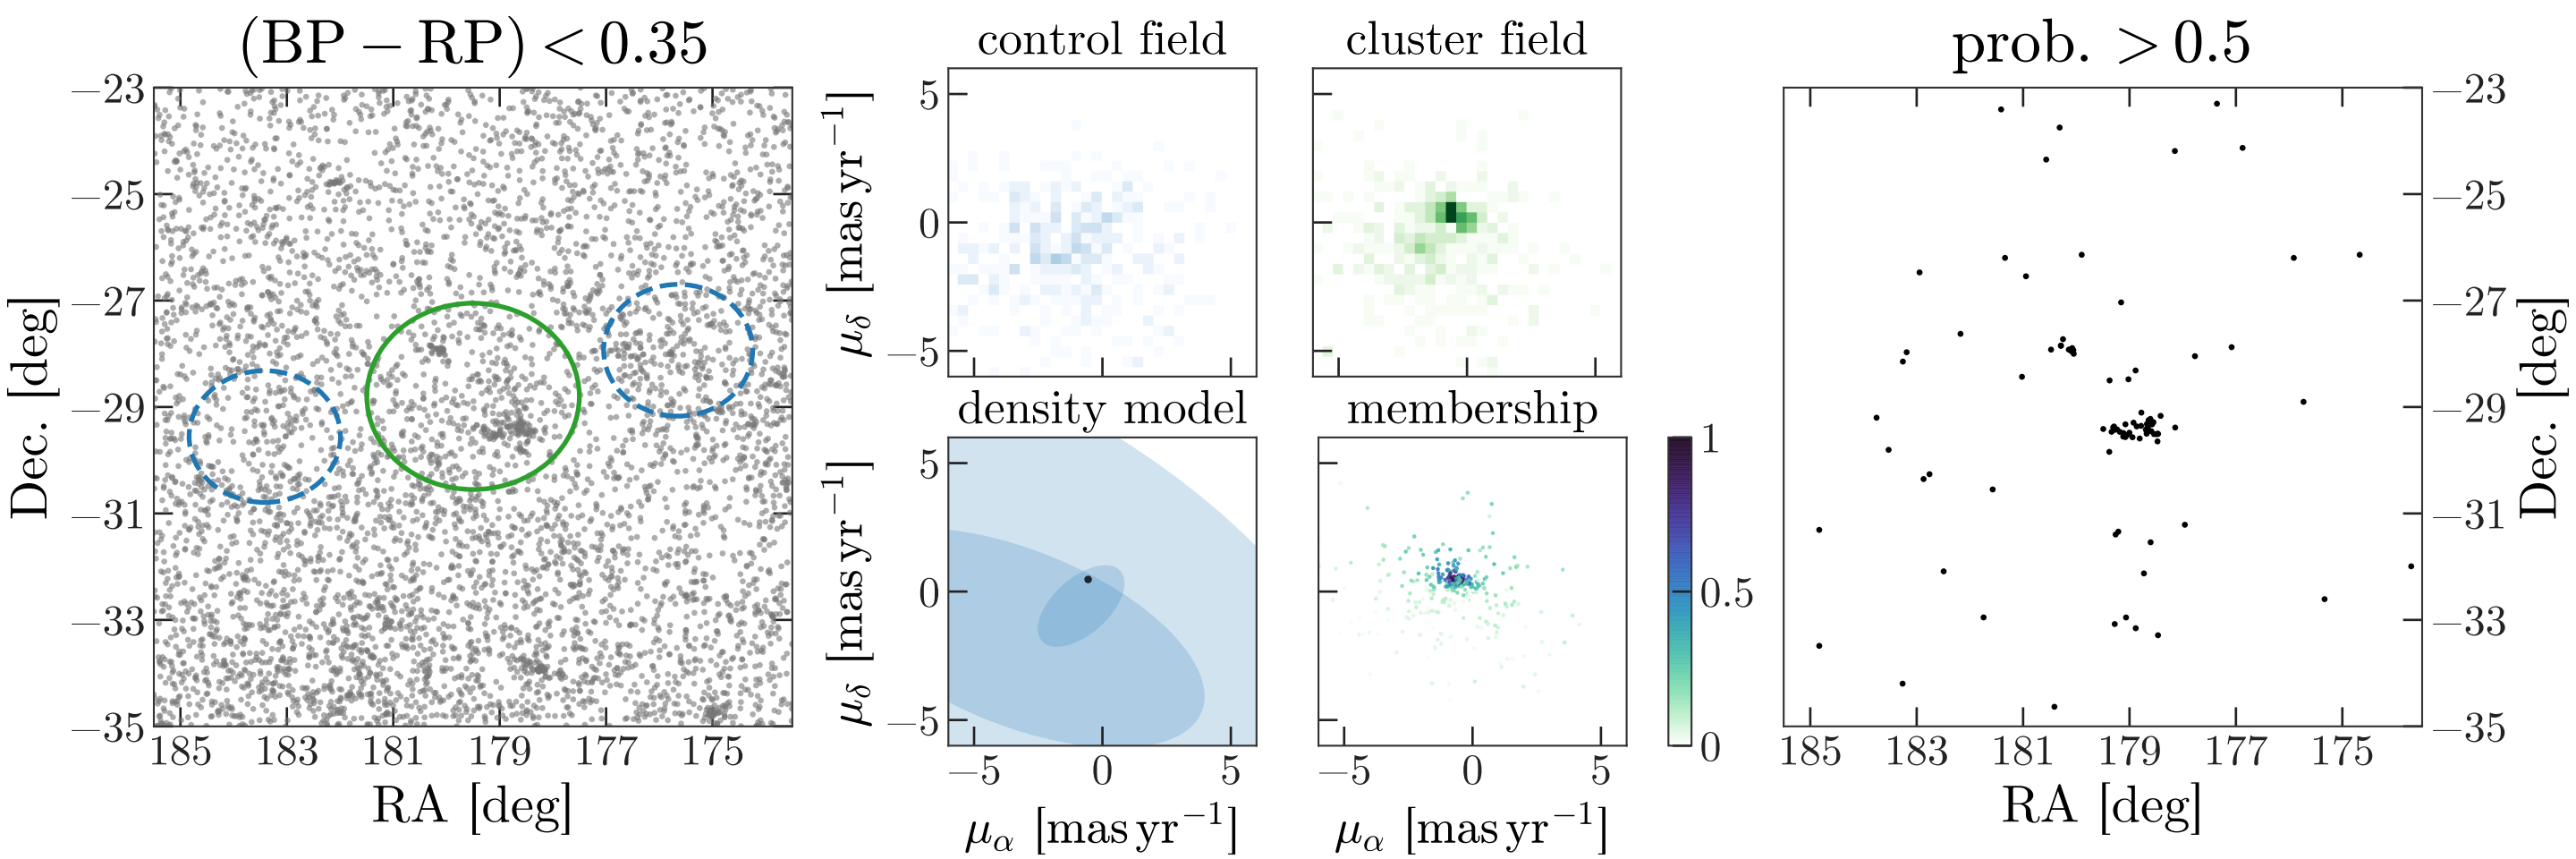 (BP − RP) < 0.35
−23
−25
−27
−29
−31
−33
−35
Dec. [deg]
185 183 181 179 177 175
RA [deg]
control field
5
0
−5
μδ [mas yr⁻¹]
cluster field
density model
5
0
−5
μδ [mas yr⁻¹]
−5 0 5
μα [mas yr⁻¹]
membership
−5 0 5
μα [mas yr⁻¹]
1
0.5
0
prob. > 0.5
−23
−25
−27
−29
−31
−33
−35
Dec. [deg]
185 183 181 179 177 175
RA [deg]